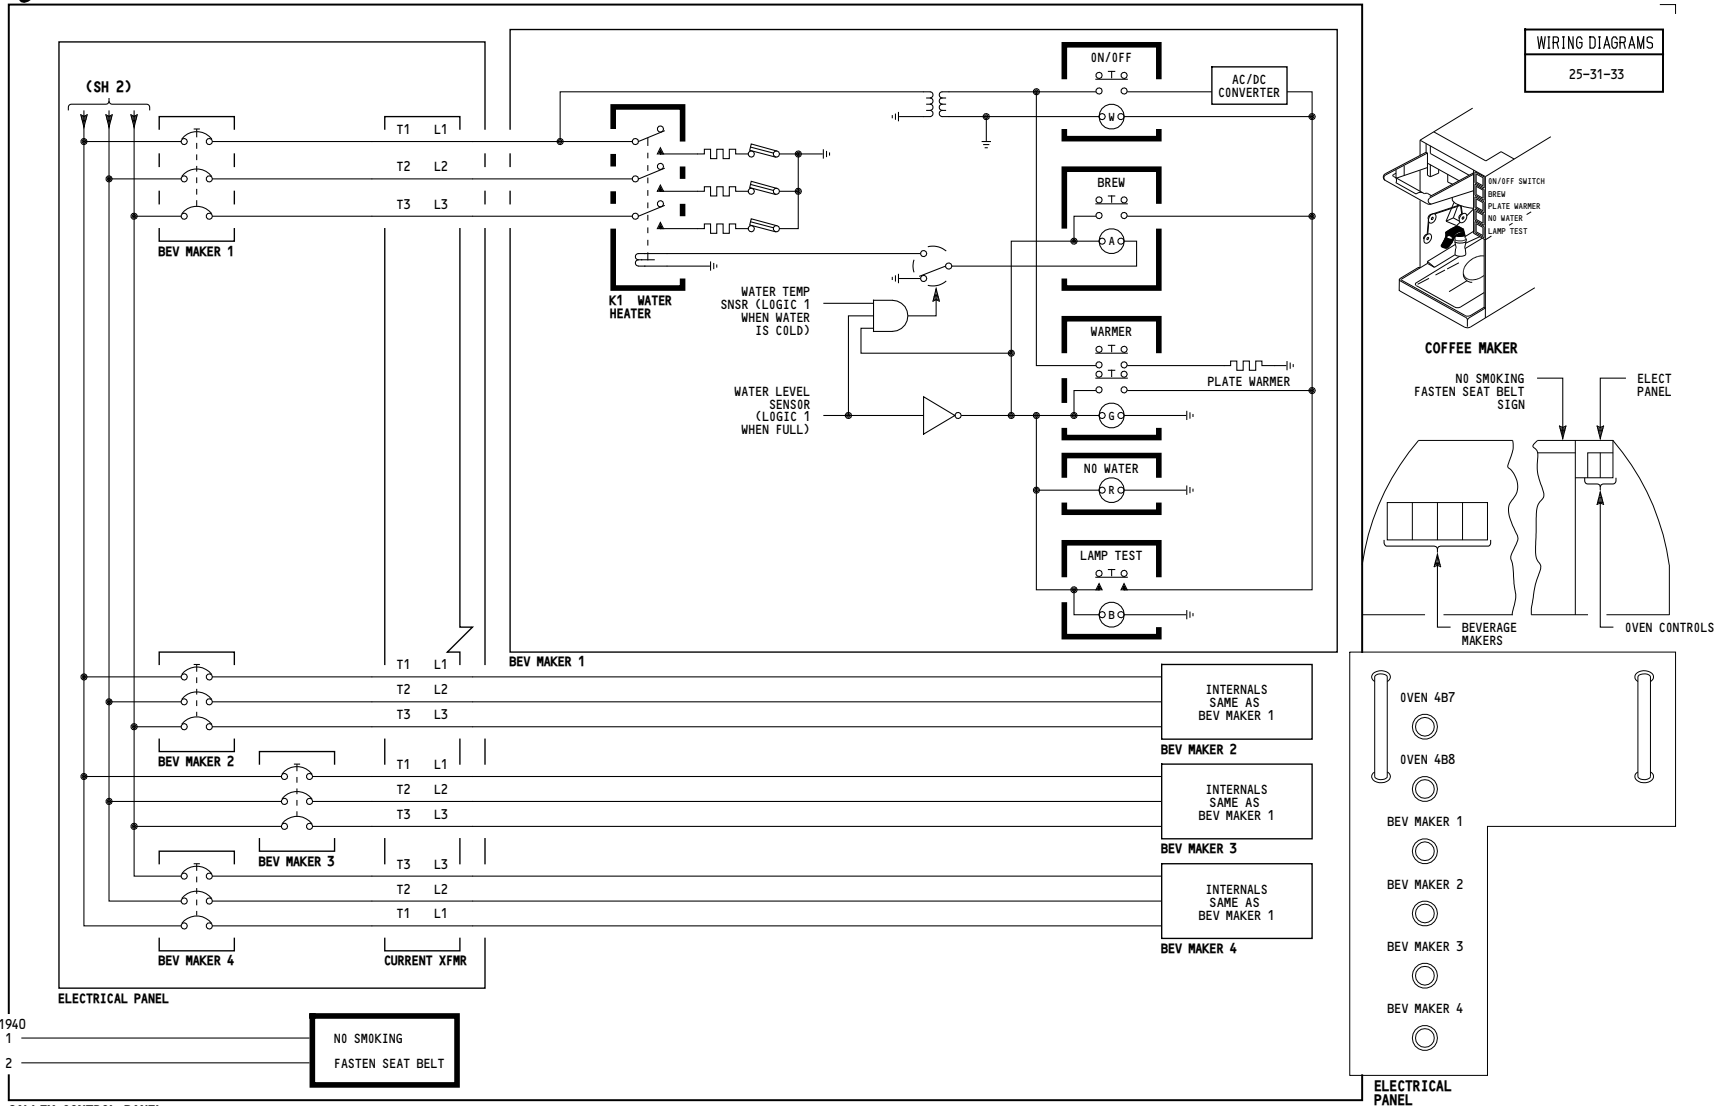 WIRING DIAGRAMS
25-31-33
(SH 2)
T1 L1
T2 L2
T3 L3
BEV MAKER 1
K1 WATER
HEATER
WATER TEMP
SNSR (LOGIC 1
WHEN WATER
IS COLD)
WATER LEVEL
SENSOR
(LOGIC 1
WHEN FULL)
ON/OFF
W
AC/DC
CONVERTER
BREW
A
WARMER
G
PLATE WARMER
NO WATER
R
LAMP TEST
B
BEV MAKER 1
ON/OFF SWITCH
BREW
PLATE WARMER
NO WATER
LAMP TEST
COFFEE MAKER
NO SMOKING
FASTEN SEAT BELT
SIGN
ELECT
PANEL
BEVERAGE
MAKERS
OVEN CONTROLS
T1 L1
T2 L2
T3 L3
BEV MAKER 2
INTERNALS
SAME AS
BEV MAKER 1
BEV MAKER 2
T1 L1
T2 L2
T3 L3
BEV MAKER 3
INTERNALS
SAME AS
BEV MAKER 1
BEV MAKER 3
T3 L3
T2 L2
T1 L1
BEV MAKER 4
CURRENT XFMR
INTERNALS
SAME AS
BEV MAKER 1
BEV MAKER 4
ELECTRICAL PANEL
OVEN 4B7
OVEN 4B8
BEV MAKER 1
BEV MAKER 2
BEV MAKER 3
BEV MAKER 4
ELECTRICAL
PANEL
1940
1
2
NO SMOKING
FASTEN SEAT BELT